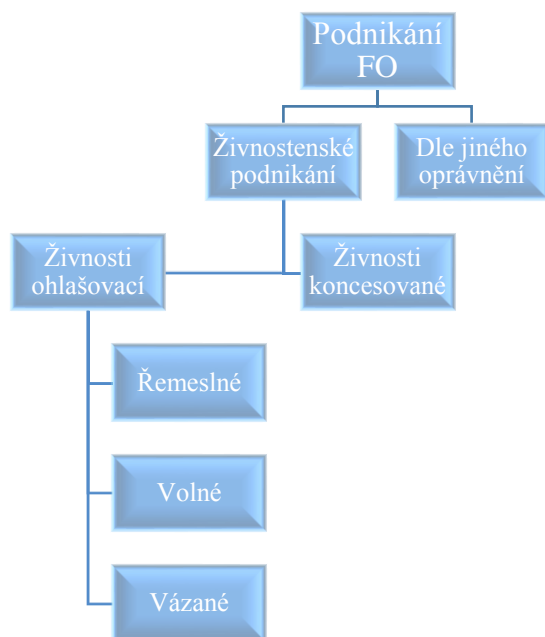 Podnikání
FO
Živnostenské
podnikání
Dle jiného
oprávnění
Živnosti
ohlašovací
Živnosti
koncesované
Řemeslné
Volné
Vázané